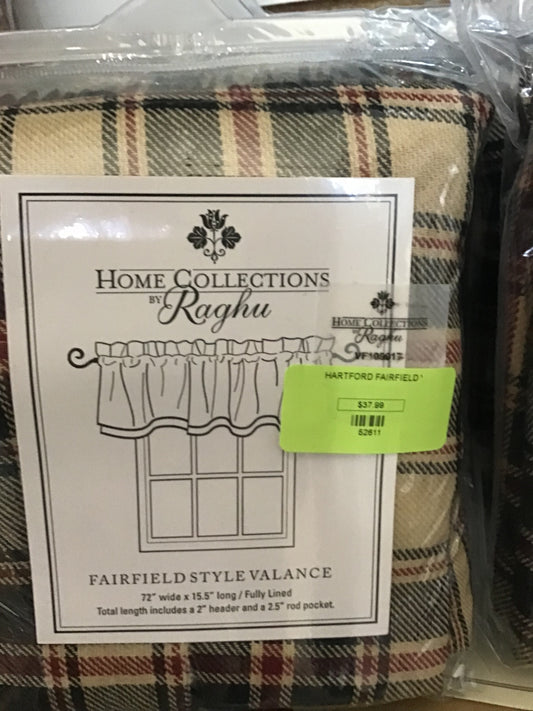 HOME COLLECTIONS
BY Raghu
HOME COLLECTIONS
BY Raghu
HARTFORD FAIRFIELD
$37.99
52611
FAIRFIELD STYLE VALANCE
72" wide x 15.5" long / Fully Lined
Total length includes a 2" header and a 2.5" rod pocket.